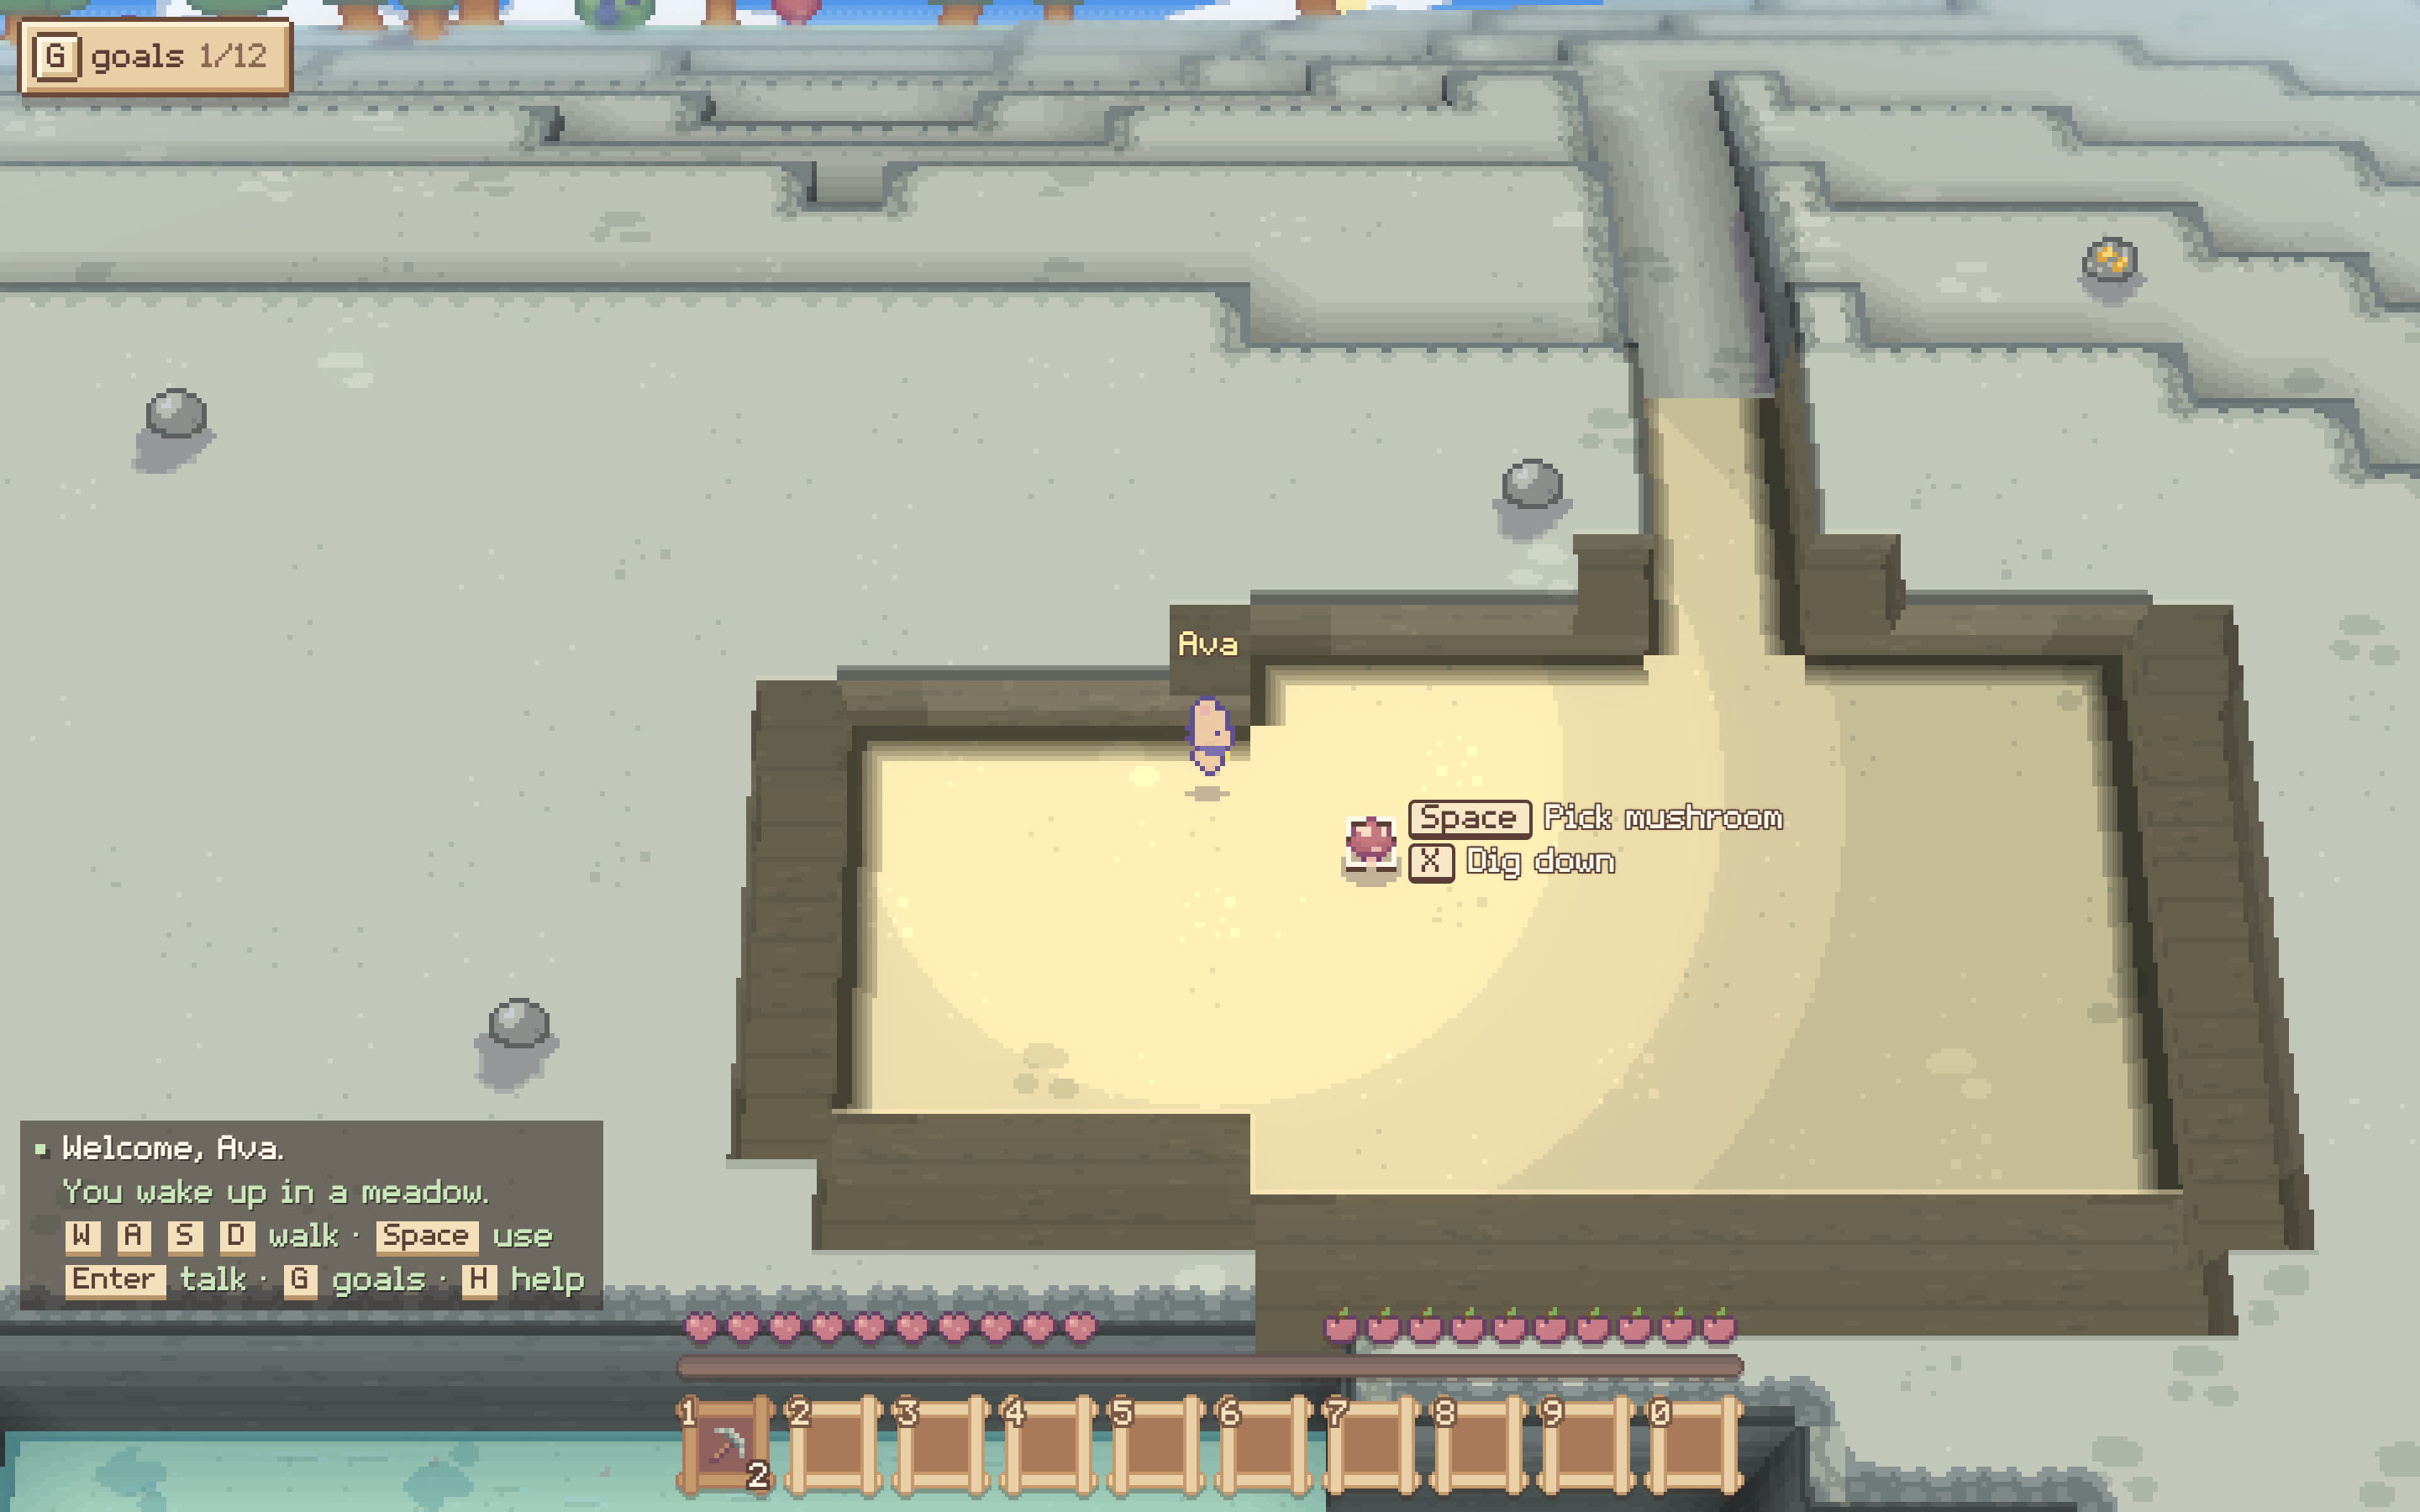 G goals 1/12
Ava
Space Pick mushroom
X Dig down
Welcome, Ava.
You wake up in a meadow.
W A S D walk · Space use
Enter talk · G goals · H help
1 2 3 4 5 6 7 8 9 0
2